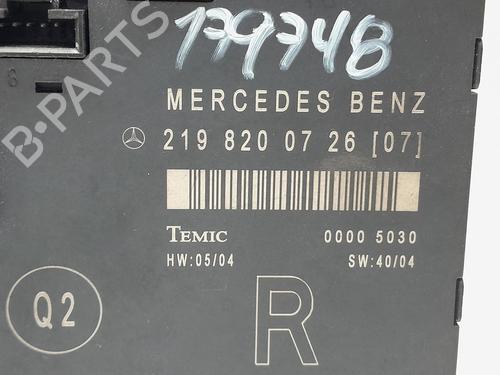 179748
B-PARTS
6
MERCEDES BENZ
219 820 07 26 [07]
TEMIC 0000 5030
HW:05/04 SW:40/04
Q2
R